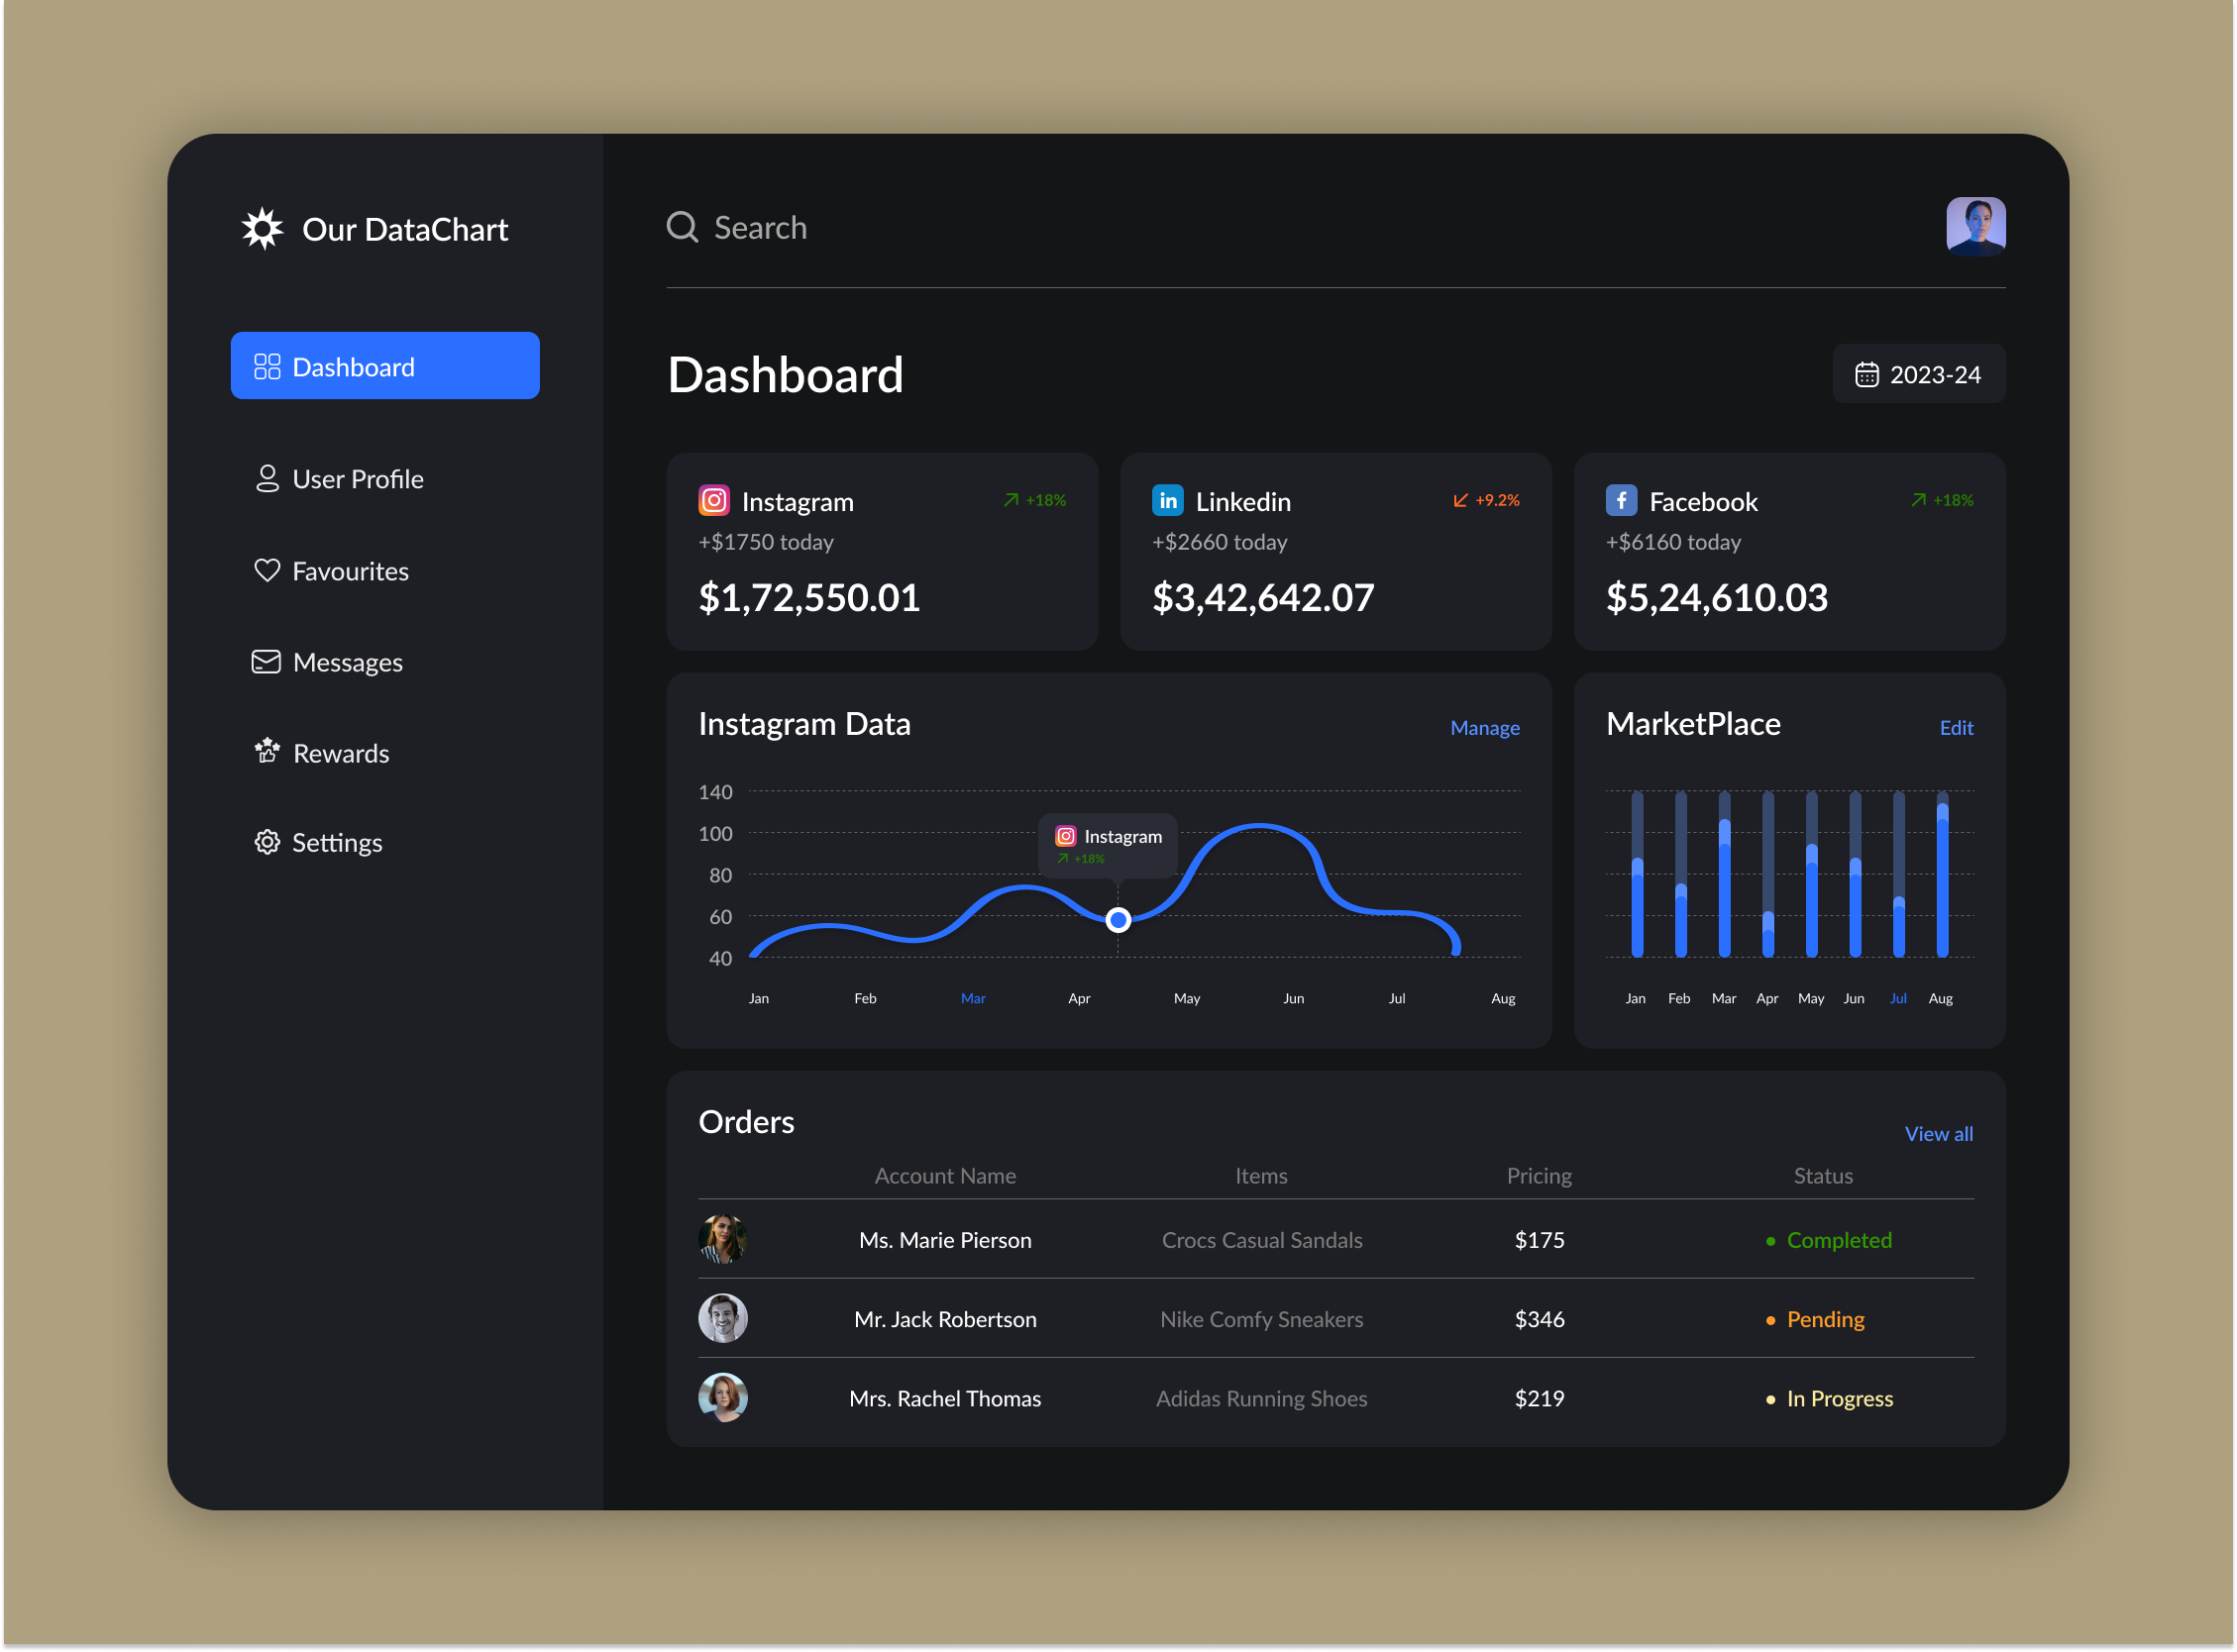 Our DataChart
Search
Dashboard
User Profile
Favourites
Messages
Rewards
Settings
Dashboard
2023-24
Instagram
+18%
+$1750 today
$1,72,550.01
Linkedin
+9.2%
+$2660 today
$3,42,642.07
Facebook
+18%
+$6160 today
$5,24,610.03
Instagram Data
Manage
140
100
80
60
40
Instagram
+18%
Jan Feb Mar Apr May Jun Jul Aug
MarketPlace
Edit
Jan Feb Mar Apr May Jun Jul Aug
Orders
View all
Account Name Items Pricing Status
Ms. Marie Pierson Crocs Casual Sandals $175 Completed
Mr. Jack Robertson Nike Comfy Sneakers $346 Pending
Mrs. Rachel Thomas Adidas Running Shoes $219 In Progress